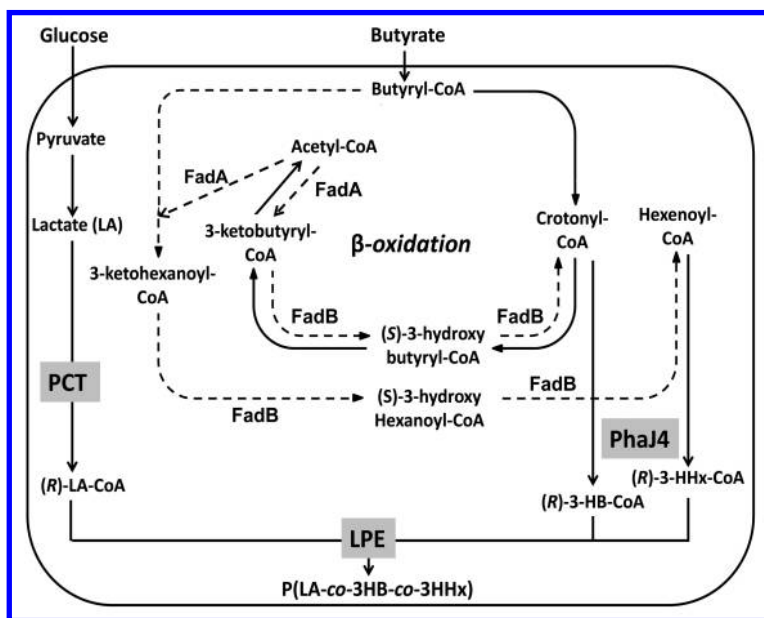 Glucose
Butyrate
Butyryl-CoA
Pyruvate
Acetyl-CoA
FadA
FadA
Lactate (LA)
3-ketobutyryl-
CoA
β-oxidation
Crotonyl-
CoA
Hexenoyl-
CoA
3-ketohexanoyl-
CoA
FadB
FadB
(S)-3-hydroxy
butyryl-CoA
PCT
FadB
(S)-3-hydroxy
Hexanoyl-CoA
FadB
PhaJ4
(R)-LA-CoA
(R)-3-HB-CoA
(R)-3-HHx-CoA
LPE
P(LA-co-3HB-co-3HHx)